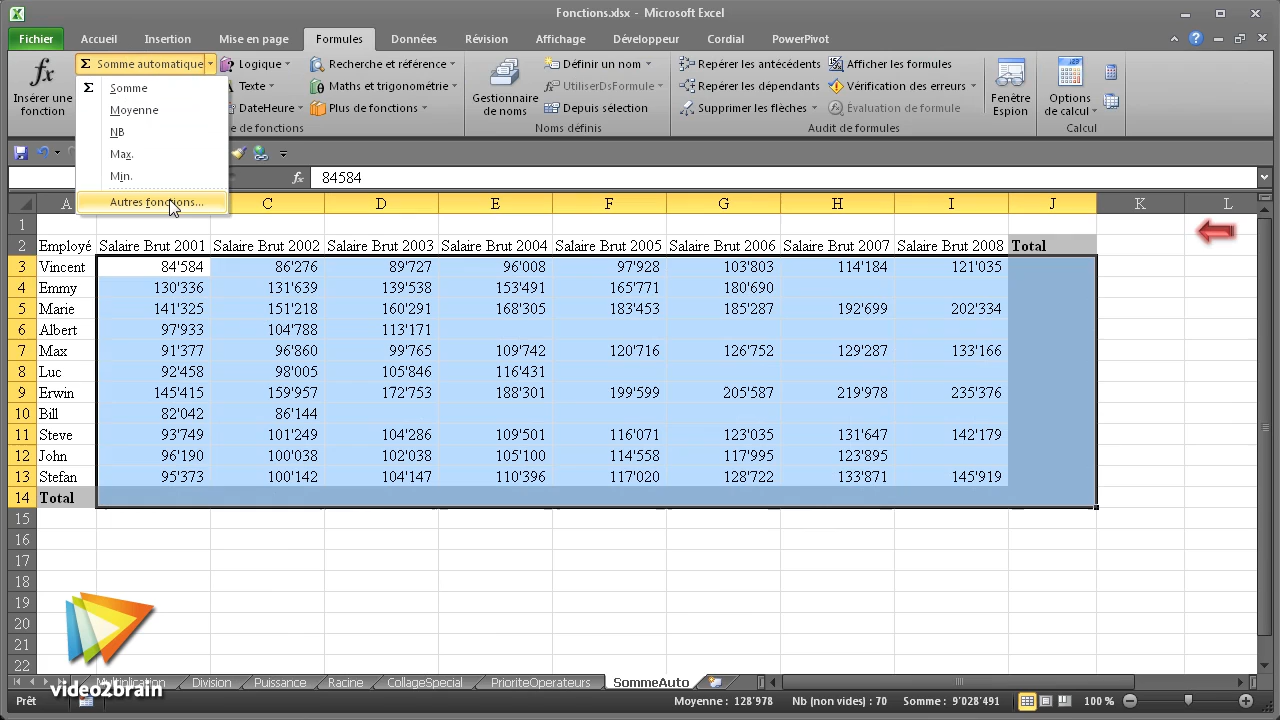 Fonctions.xlsx - Microsoft Excel
Fichier Accueil Insertion Mise en page Formules Données Révision Affichage Développeur Cordial PowerPivot
fx Insérer une fonction
Σ Somme automatique
Σ Somme
Moyenne
NB
Max.
Min.
Autres fonctions...
Logique
Texte
DateHeure
Recherche et référence
Maths et trigonométrie
Plus de fonctions
de fonctions
Gestionnaire de noms
Définir un nom
UtiliserDsFormule
Depuis sélection
Noms définis
Repérer les antécédents
Repérer les dépendants
Supprimer les flèches
Afficher les formules
Vérification des erreurs
Évaluation de formule
Audit de formules
Fenêtre Espion
Options de calcul
Calcul
fx 84584
A C D E F G H I J K L
1
2 Employé Salaire Brut 2001 Salaire Brut 2002 Salaire Brut 2003 Salaire Brut 2004 Salaire Brut 2005 Salaire Brut 2006 Salaire Brut 2007 Salaire Brut 2008 Total
3 Vincent 84'584 86'276 89'727 96'008 97'928 103'803 114'184 121'035
4 Emmy 130'336 131'639 139'538 153'491 165'771 180'690
5 Marie 141'325 151'218 160'291 168'305 183'453 185'287 192'699 202'334
6 Albert 97'933 104'788 113'171
7 Max 91'377 96'860 99'765 109'742 120'716 126'752 129'287 133'166
8 Luc 92'458 98'005 105'846 116'431
9 Erwin 145'415 159'957 172'753 188'301 199'599 205'587 219'978 235'376
10 Bill 82'042 86'144
11 Steve 93'749 101'249 104'286 109'501 116'071 123'035 131'647 142'179
12 John 96'190 100'038 102'038 105'100 114'558 117'995 123'895
13 Stefan 95'373 100'142 104'147 110'396 117'020 128'722 133'871 145'919
14 Total
15
16
17
18
19
20
21
22
Multiplication Division Puissance Racine CollageSpecial PrioriteOperateurs SommeAuto
video2brain
Prêt Moyenne : 128'978 Nb (non vides) : 70 Somme : 9'028'491 100 %